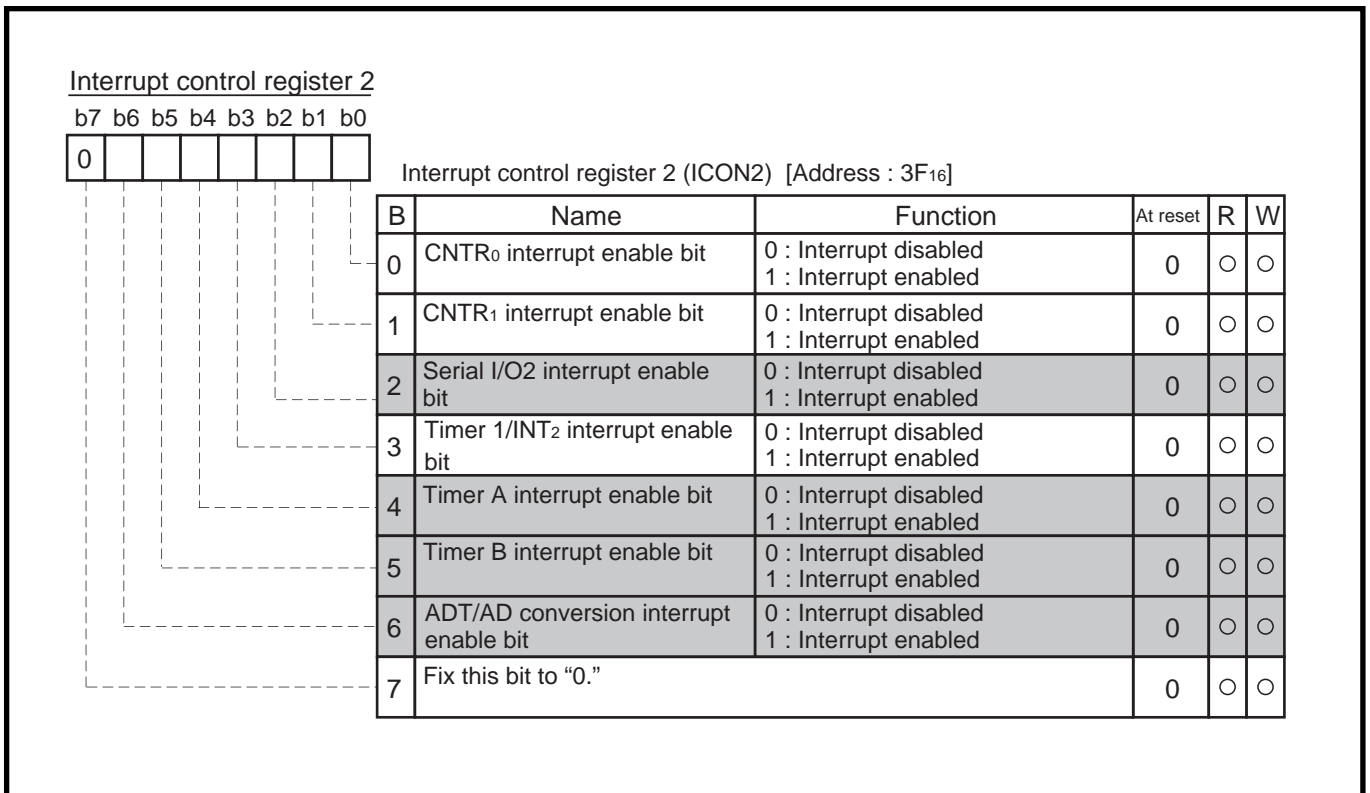 Interrupt control register 2
b7 b6 b5 b4 b3 b2 b1 b0
0
Interrupt control register 2 (ICON2) [Address : 3F16]
B Name Function At reset R W
0 CNTR0 interrupt enable bit 0 : Interrupt disabled
1 : Interrupt enabled 0 ○ ○
1 CNTR1 interrupt enable bit 0 : Interrupt disabled
1 : Interrupt enabled 0 ○ ○
2 Serial I/O2 interrupt enable
bit 0 : Interrupt disabled
1 : Interrupt enabled 0 ○ ○
3 Timer 1/INT2 interrupt enable
bit 0 : Interrupt disabled
1 : Interrupt enabled 0 ○ ○
4 Timer A interrupt enable bit 0 : Interrupt disabled
1 : Interrupt enabled 0 ○ ○
5 Timer B interrupt enable bit 0 : Interrupt disabled
1 : Interrupt enabled 0 ○ ○
6 ADT/AD conversion interrupt
enable bit 0 : Interrupt disabled
1 : Interrupt enabled 0 ○ ○
7 Fix this bit to “0.” 0 ○ ○